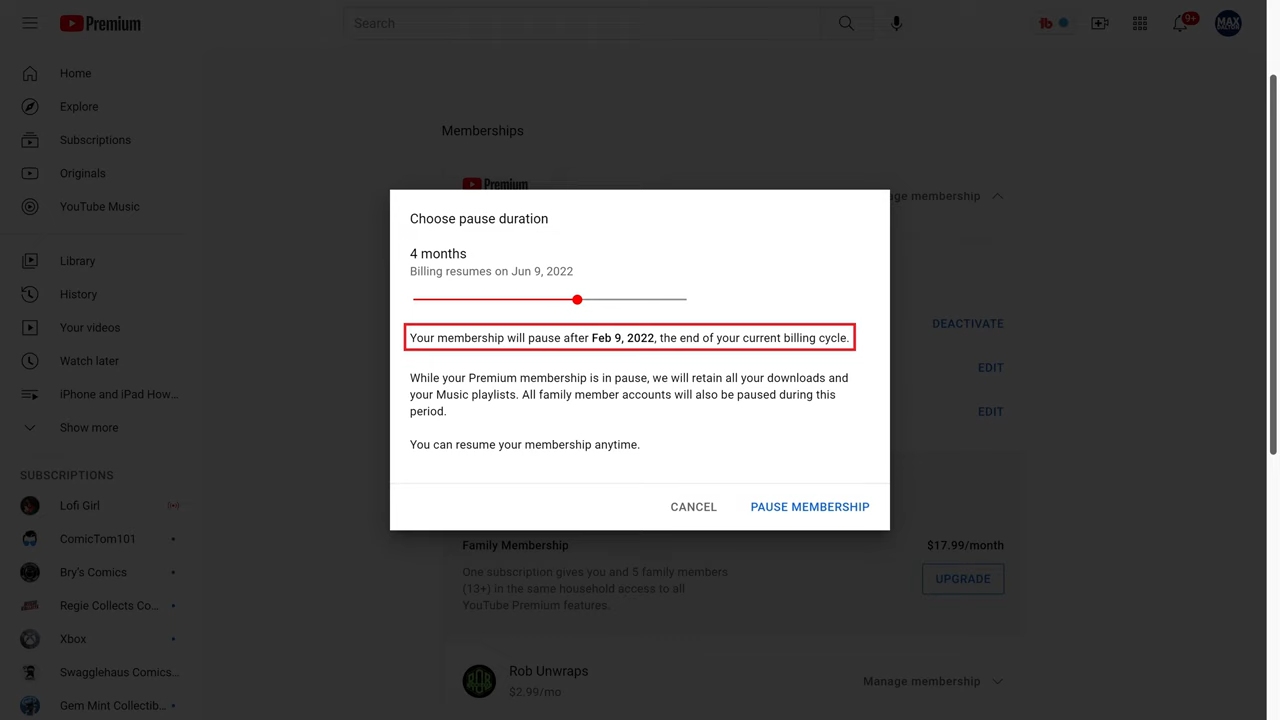 Premium
Search
9+
MAX
DALTON
Home
Explore
Subscriptions
Originals
YouTube Music
Library
History
Your videos
Watch later
iPhone and iPad How...
Show more
SUBSCRIPTIONS
Lofi Girl
ComicTom101
Bry's Comics
Regie Collects Co...
Xbox
Swagglehaus Comics...
Gem Mint Collectib...
Memberships
Premium
age membership
Choose pause duration
4 months
Billing resumes on Jun 9, 2022
Your membership will pause after Feb 9, 2022, the end of your current billing cycle.
While your Premium membership is in pause, we will retain all your downloads and
your Music playlists. All family member accounts will also be paused during this
period.
You can resume your membership anytime.
CANCEL
PAUSE MEMBERSHIP
DEACTIVATE
EDIT
EDIT
Family Membership
$17.99/month
One subscription gives you and 5 family members
(13+) in the same household access to all
YouTube Premium features.
UPGRADE
Rob Unwraps
$2.99/mo
Manage membership